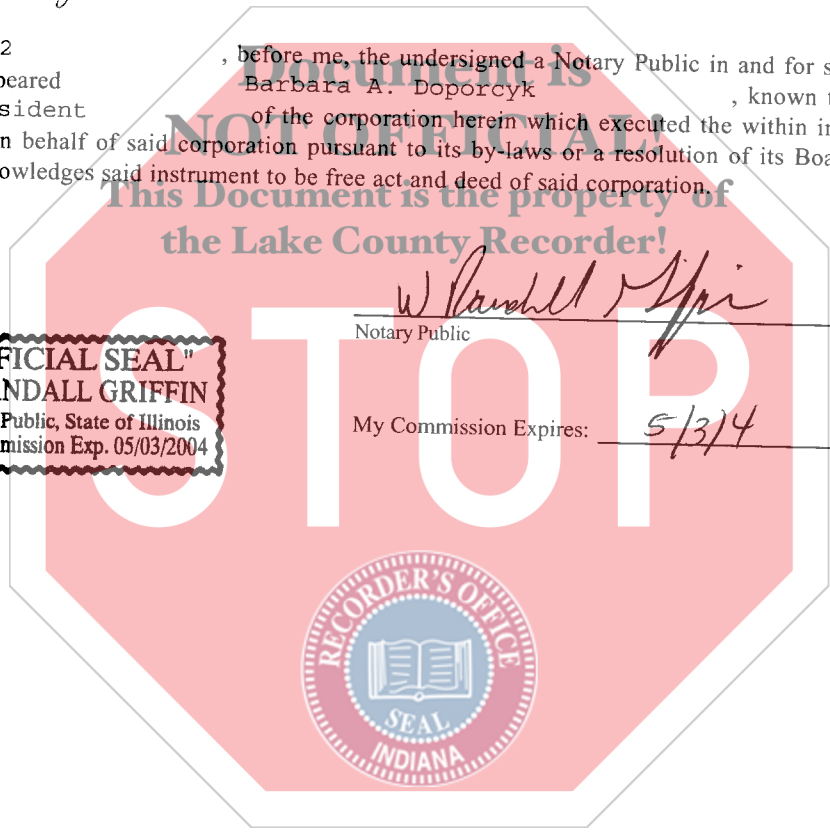 2 , before me, the undersigned a Notary Public in and for s
peared Barbara A. Doporcyk , known t
sident of the corporation herein which executed the within in
n behalf of said corporation pursuant to its by-laws or a resolution of its Boa
owledges said instrument to be free act and deed of said corporation.
Document is
NOT OFFICIAL!
This Document is the property of
the Lake County Recorder!
W Randall Griffin
Notary Public
STOP
FICIAL SEAL"
NDALL GRIFFIN
Public, State of Illinois
mission Exp. 05/03/2004
My Commission Expires: 5/3/4
RECORDER'S OFFICE
SEAL
INDIANA